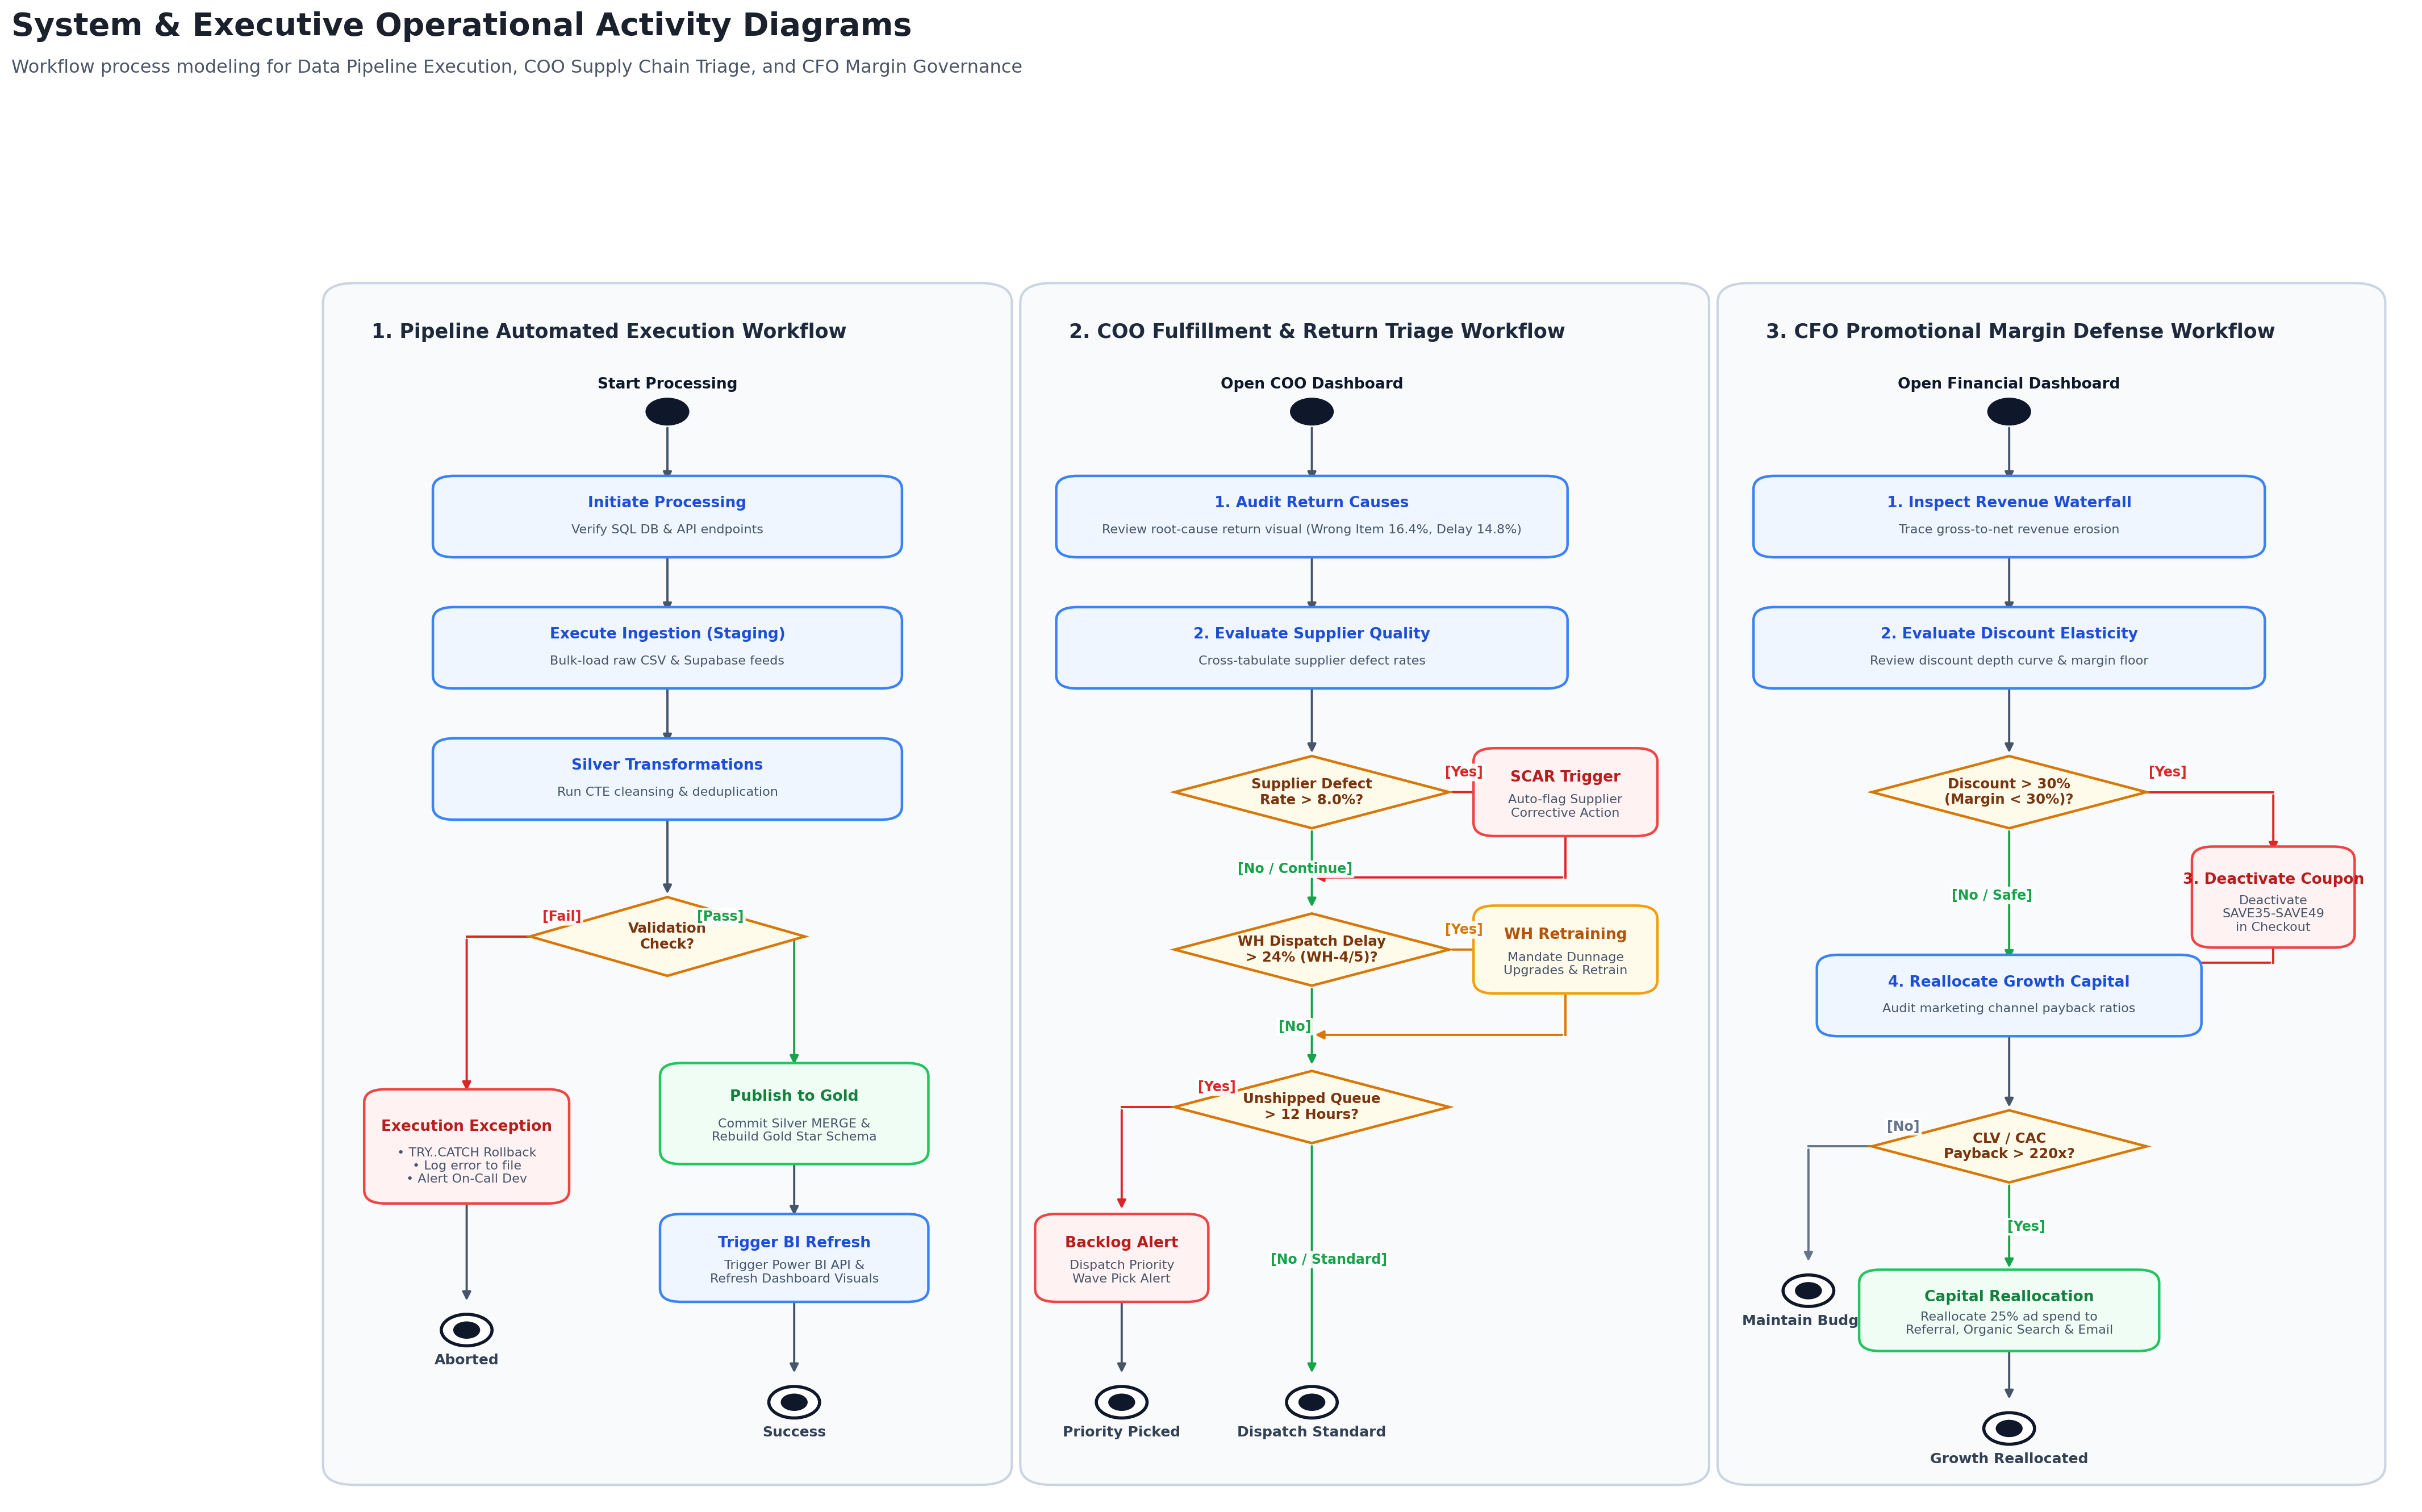 System & Executive Operational Activity Diagrams
Workflow process modeling for Data Pipeline Execution, COO Supply Chain Triage, and CFO Margin Governance
1. Pipeline Automated Execution Workflow
Start Processing
Initiate Processing
Verify SQL DB & API endpoints
Execute Ingestion (Staging)
Bulk-load raw CSV & Supabase feeds
Silver Transformations
Run CTE cleansing & deduplication
[Fail]
[Pass]
Validation
Check?
Execution Exception
• TRY..CATCH Rollback
• Log error to file
• Alert On-Call Dev
Aborted
Publish to Gold
Commit Silver MERGE &
Rebuild Gold Star Schema
Trigger BI Refresh
Trigger Power BI API &
Refresh Dashboard Visuals
Success
2. COO Fulfillment & Return Triage Workflow
Open COO Dashboard
1. Audit Return Causes
Review root-cause return visual (Wrong Item 16.4%, Delay 14.8%)
2. Evaluate Supplier Quality
Cross-tabulate supplier defect rates
Supplier Defect
Rate > 8.0%?
[Yes]
SCAR Trigger
Auto-flag Supplier
Corrective Action
[No / Continue]
WH Dispatch Delay
> 24% (WH-4/5)?
[Yes]
WH Retraining
Mandate Dunnage
Upgrades & Retrain
[No]
[Yes]
Unshipped Queue
> 12 Hours?
Backlog Alert
Dispatch Priority
Wave Pick Alert
[No / Standard]
Priority Picked
Dispatch Standard
3. CFO Promotional Margin Defense Workflow
Open Financial Dashboard
1. Inspect Revenue Waterfall
Trace gross-to-net revenue erosion
2. Evaluate Discount Elasticity
Review discount depth curve & margin floor
Discount > 30%
(Margin < 30%)?
[Yes]
3. Deactivate Coupon
Deactivate
SAVE35-SAVE49
in Checkout
[No / Safe]
4. Reallocate Growth Capital
Audit marketing channel payback ratios
[No]
CLV / CAC
Payback > 220x?
[Yes]
Maintain Budg
Capital Reallocation
Reallocate 25% ad spend to
Referral, Organic Search & Email
Growth Reallocated